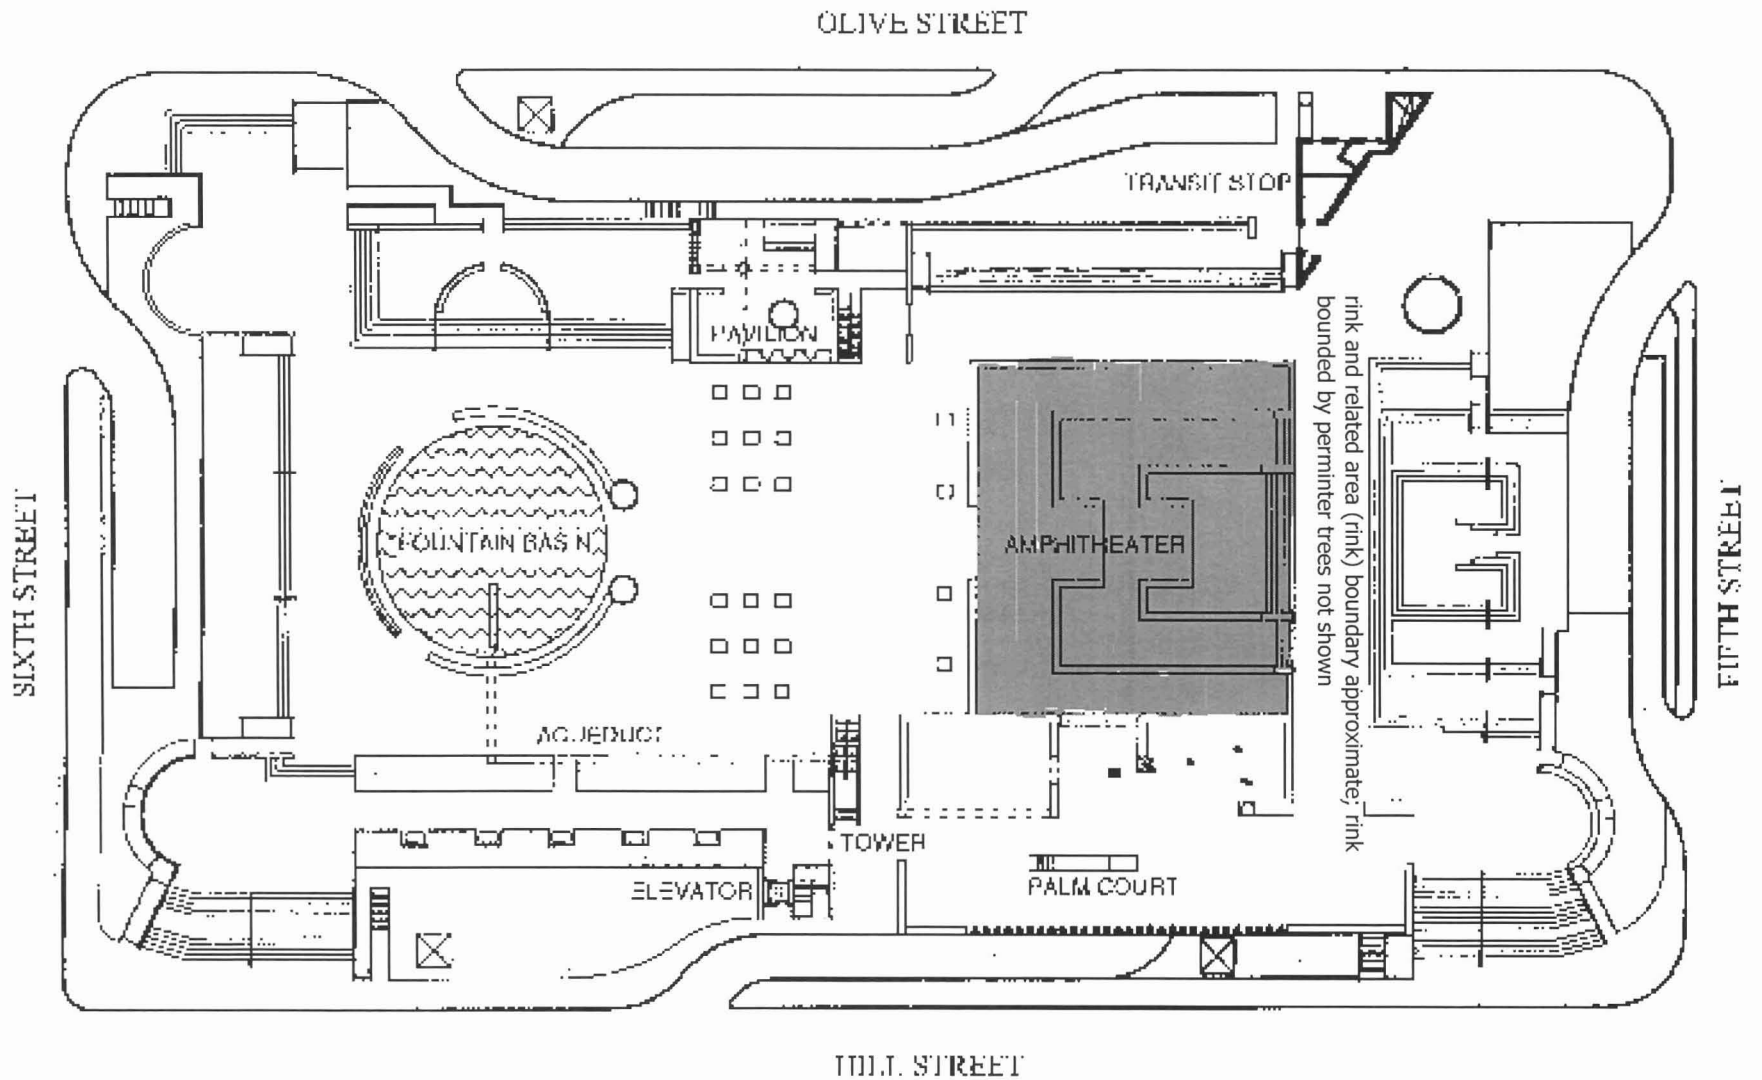 OLIVE STREET
TRANSIT STOP
PAVILION
rink and related area (rink) boundary approximate; rink
bounded by perminter trees not shown
SIXTH STREET
FOUNTAIN BASIN
AMPHITHEATER
FIFTH STREET
AQUEDUCT
TOWER
ELEVATOR
PALM COURT
HILL STREET